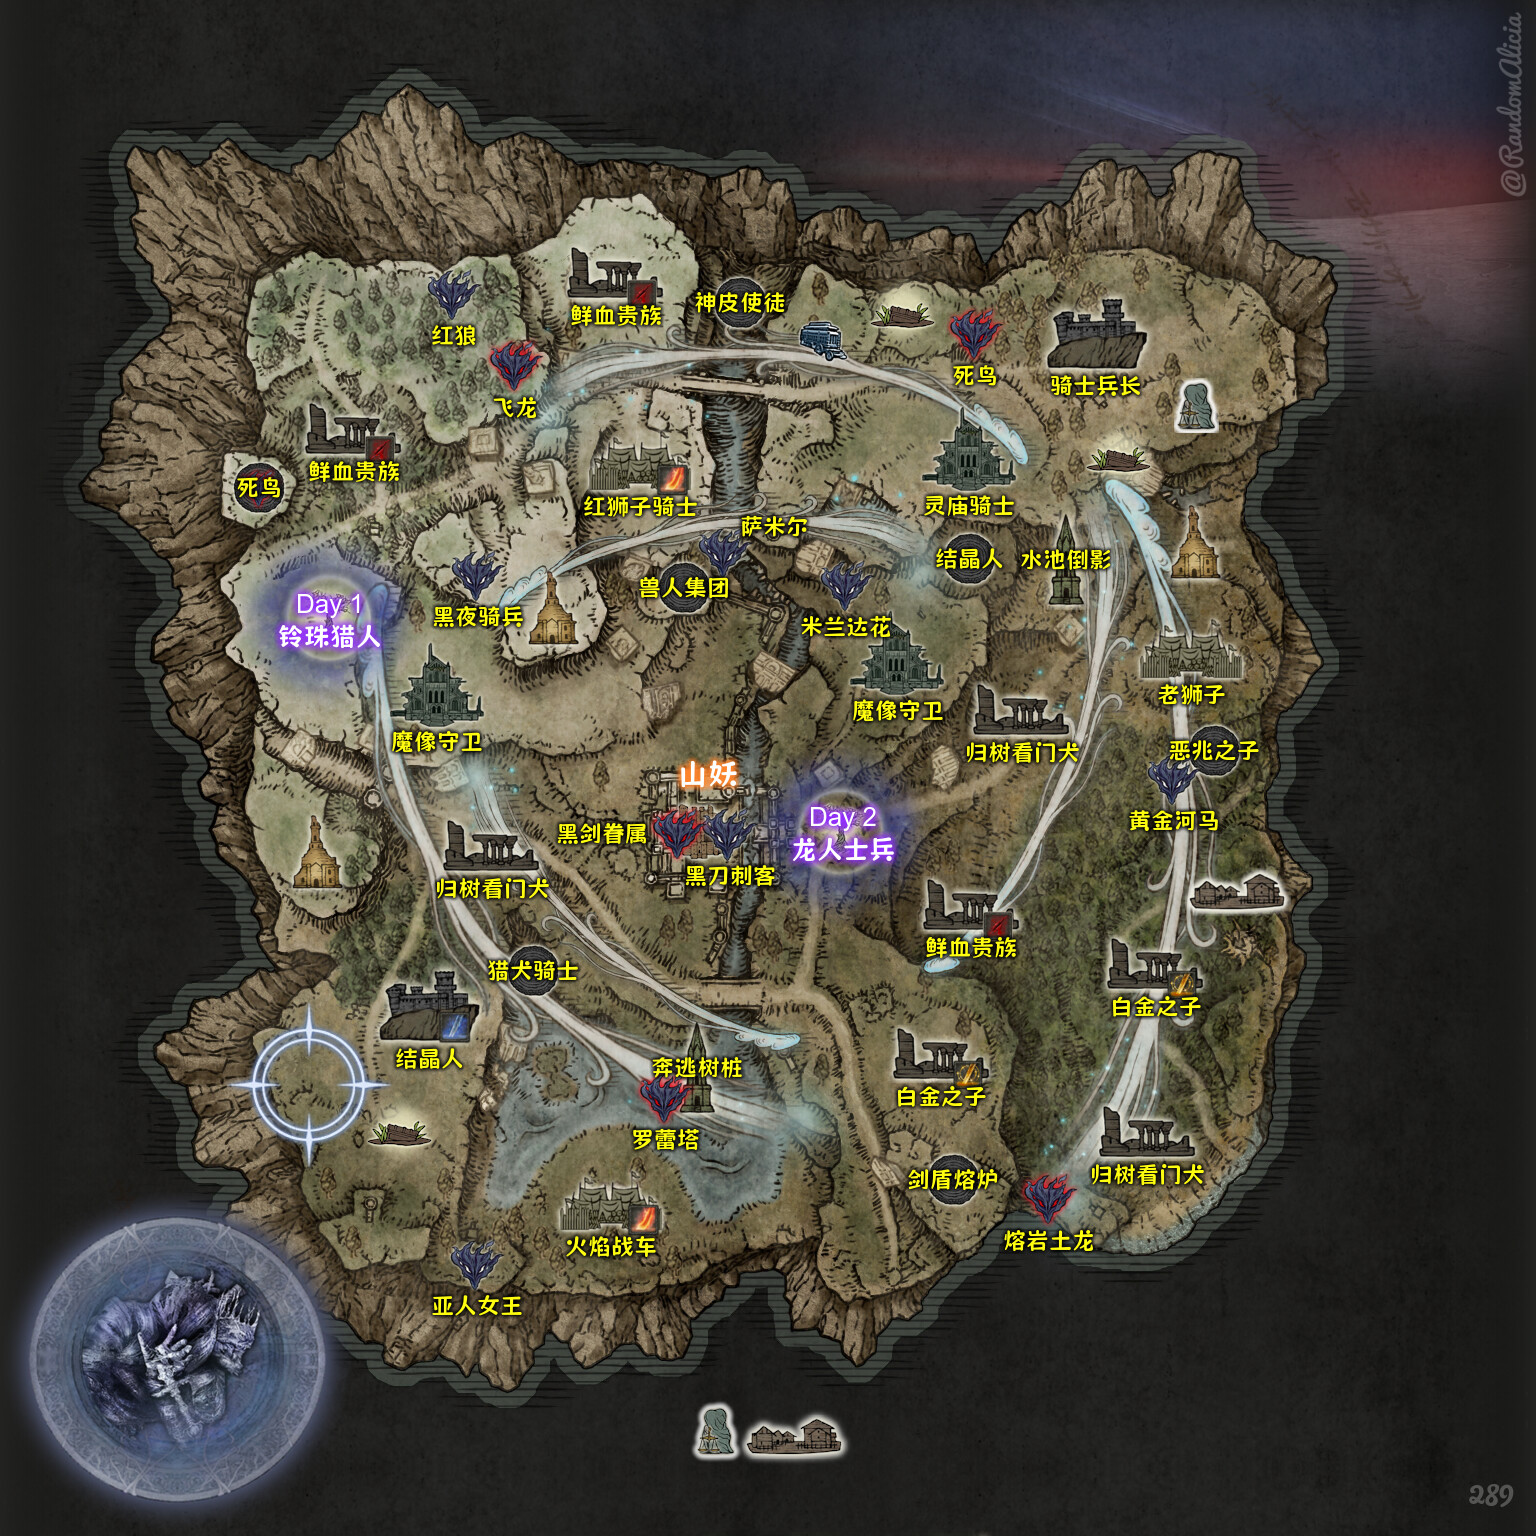 @RandomAlicia
神皮使徒
鲜血贵族
红狼
死鸟
骑士兵长
飞龙
鲜血贵族
死鸟
红狮子骑士
灵庙骑士
萨米尔
结晶人
水池倒影
兽人集团
黑夜骑兵
Day 1
铃珠猎人
米兰达花
老狮子
魔像守卫
魔像守卫
归树看门犬
恶兆之子
山妖
黄金河马
Day 2
龙人士兵
黑剑眷属
黑刀刺客
归树看门犬
鲜血贵族
猎犬骑士
白金之子
结晶人
奔逃树桩
白金之子
罗蕾塔
剑盾熔炉
归树看门犬
熔岩土龙
火焰战车
亚人女王
289